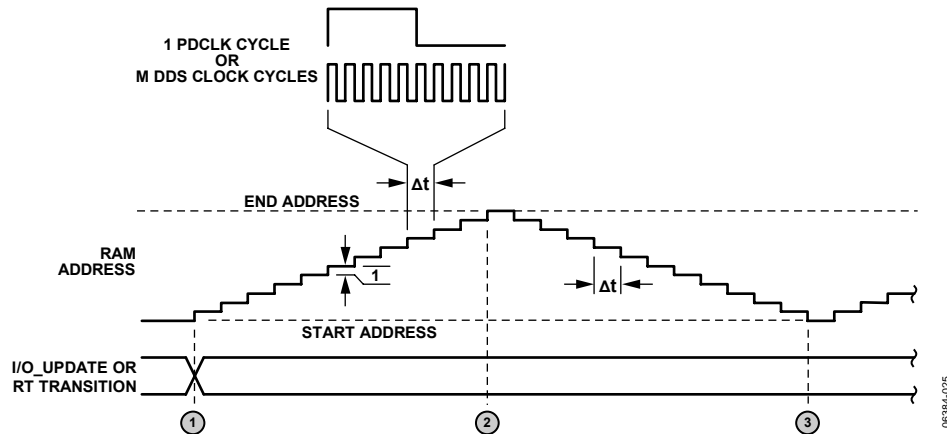 1 PDCLK CYCLE
OR
M DDS CLOCK CYCLES
Δt
END ADDRESS
RAM
ADDRESS
1
Δt
START ADDRESS
I/O_UPDATE OR
RT TRANSITION
1
2
3
06384-025